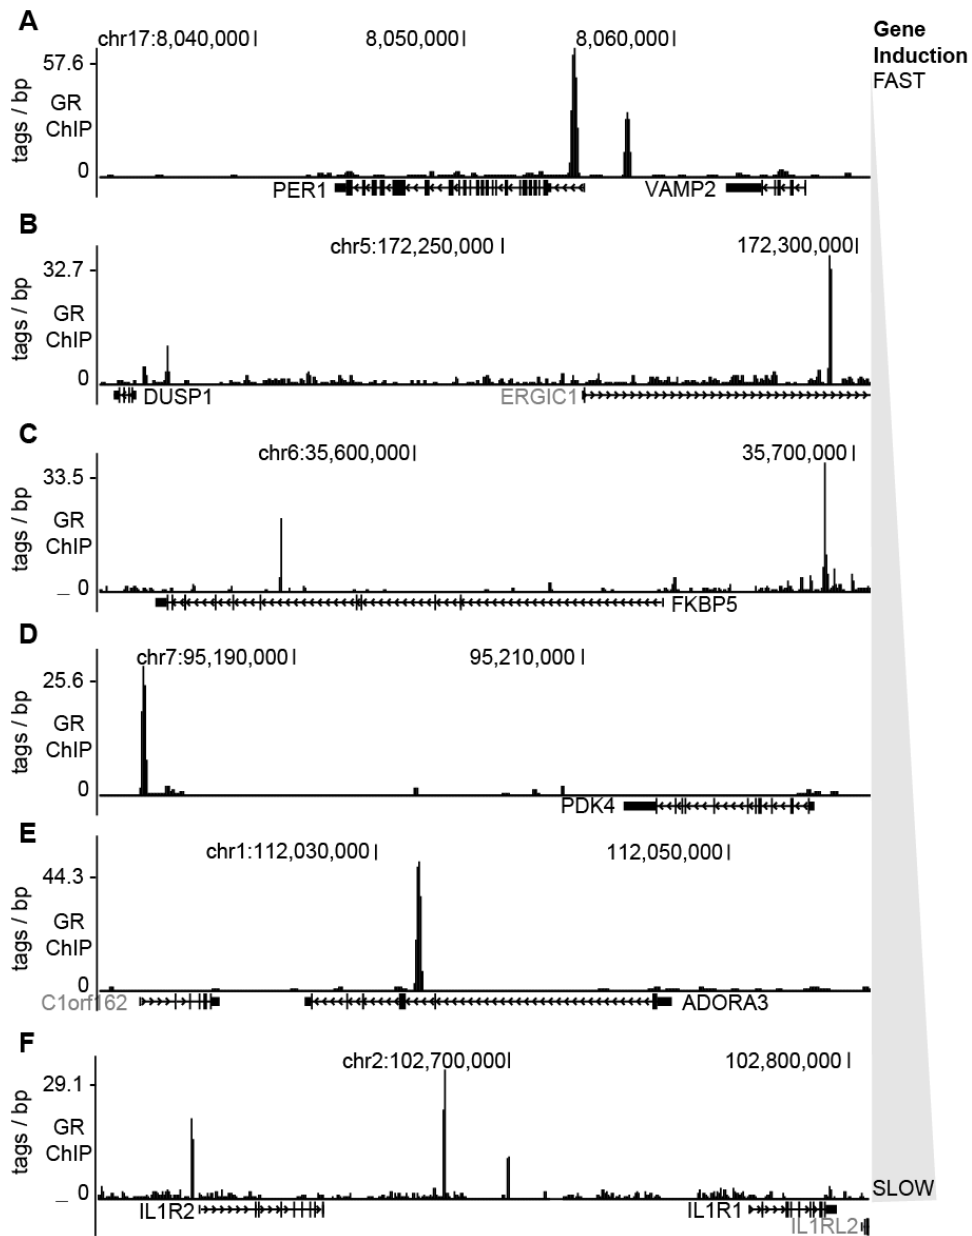 A
chr17:8,040,000
8,050,000
8,060,000
Gene
Induction
FAST
57.6
tags / bp
GR
ChIP
0
PER1
VAMP2
B
chr5:172,250,000
172,300,000
32.7
tags / bp
GR
ChIP
0
DUSP1
ERGIC1
C
chr6:35,600,000
35,700,000
33.5
tags / bp
GR
ChIP
0
FKBP5
D
chr7:95,190,000
95,210,000
25.6
tags / bp
GR
ChIP
0
PDK4
E
chr1:112,030,000
112,050,000
44.3
tags / bp
GR
ChIP
0
C1orf162
ADORA3
F
chr2:102,700,000
102,800,000
29.1
tags / bp
GR
ChIP
0
SLOW
IL1R2
IL1R1
IL1RL2